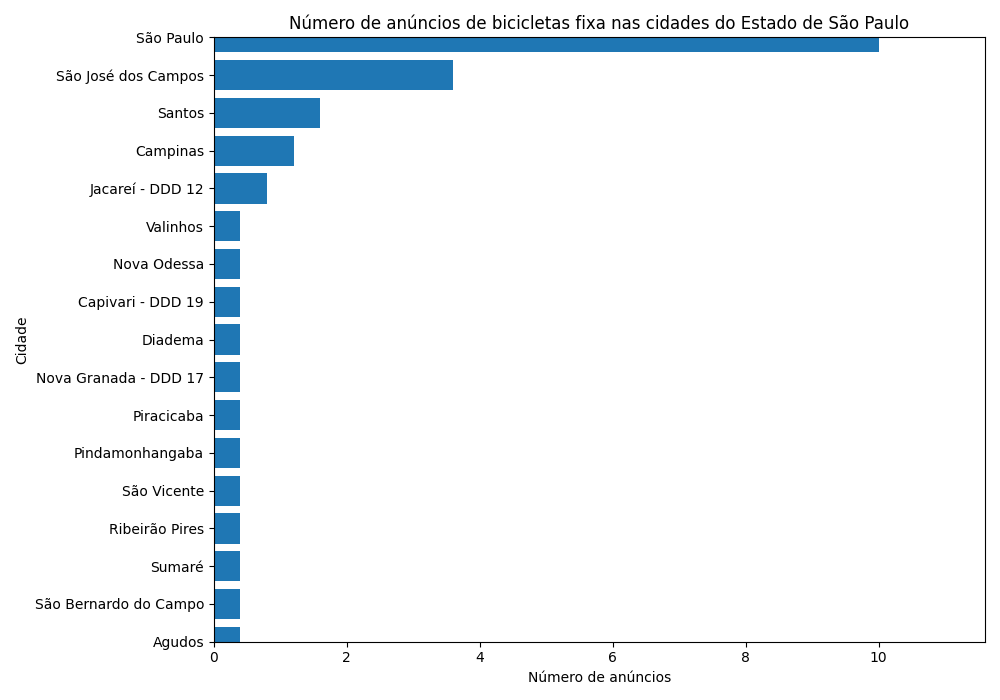 Número de anúncios de bicicletas fixa nas cidades do Estado de São Paulo
São Paulo
São José dos Campos
Santos
Campinas
Jacareí - DDD 12
Valinhos
Nova Odessa
Capivari - DDD 19
Diadema
Nova Granada - DDD 17
Piracicaba
Pindamonhangaba
São Vicente
Ribeirão Pires
Sumaré
São Bernardo do Campo
Agudos
Cidade
0 2 4 6 8 10
Número de anúncios